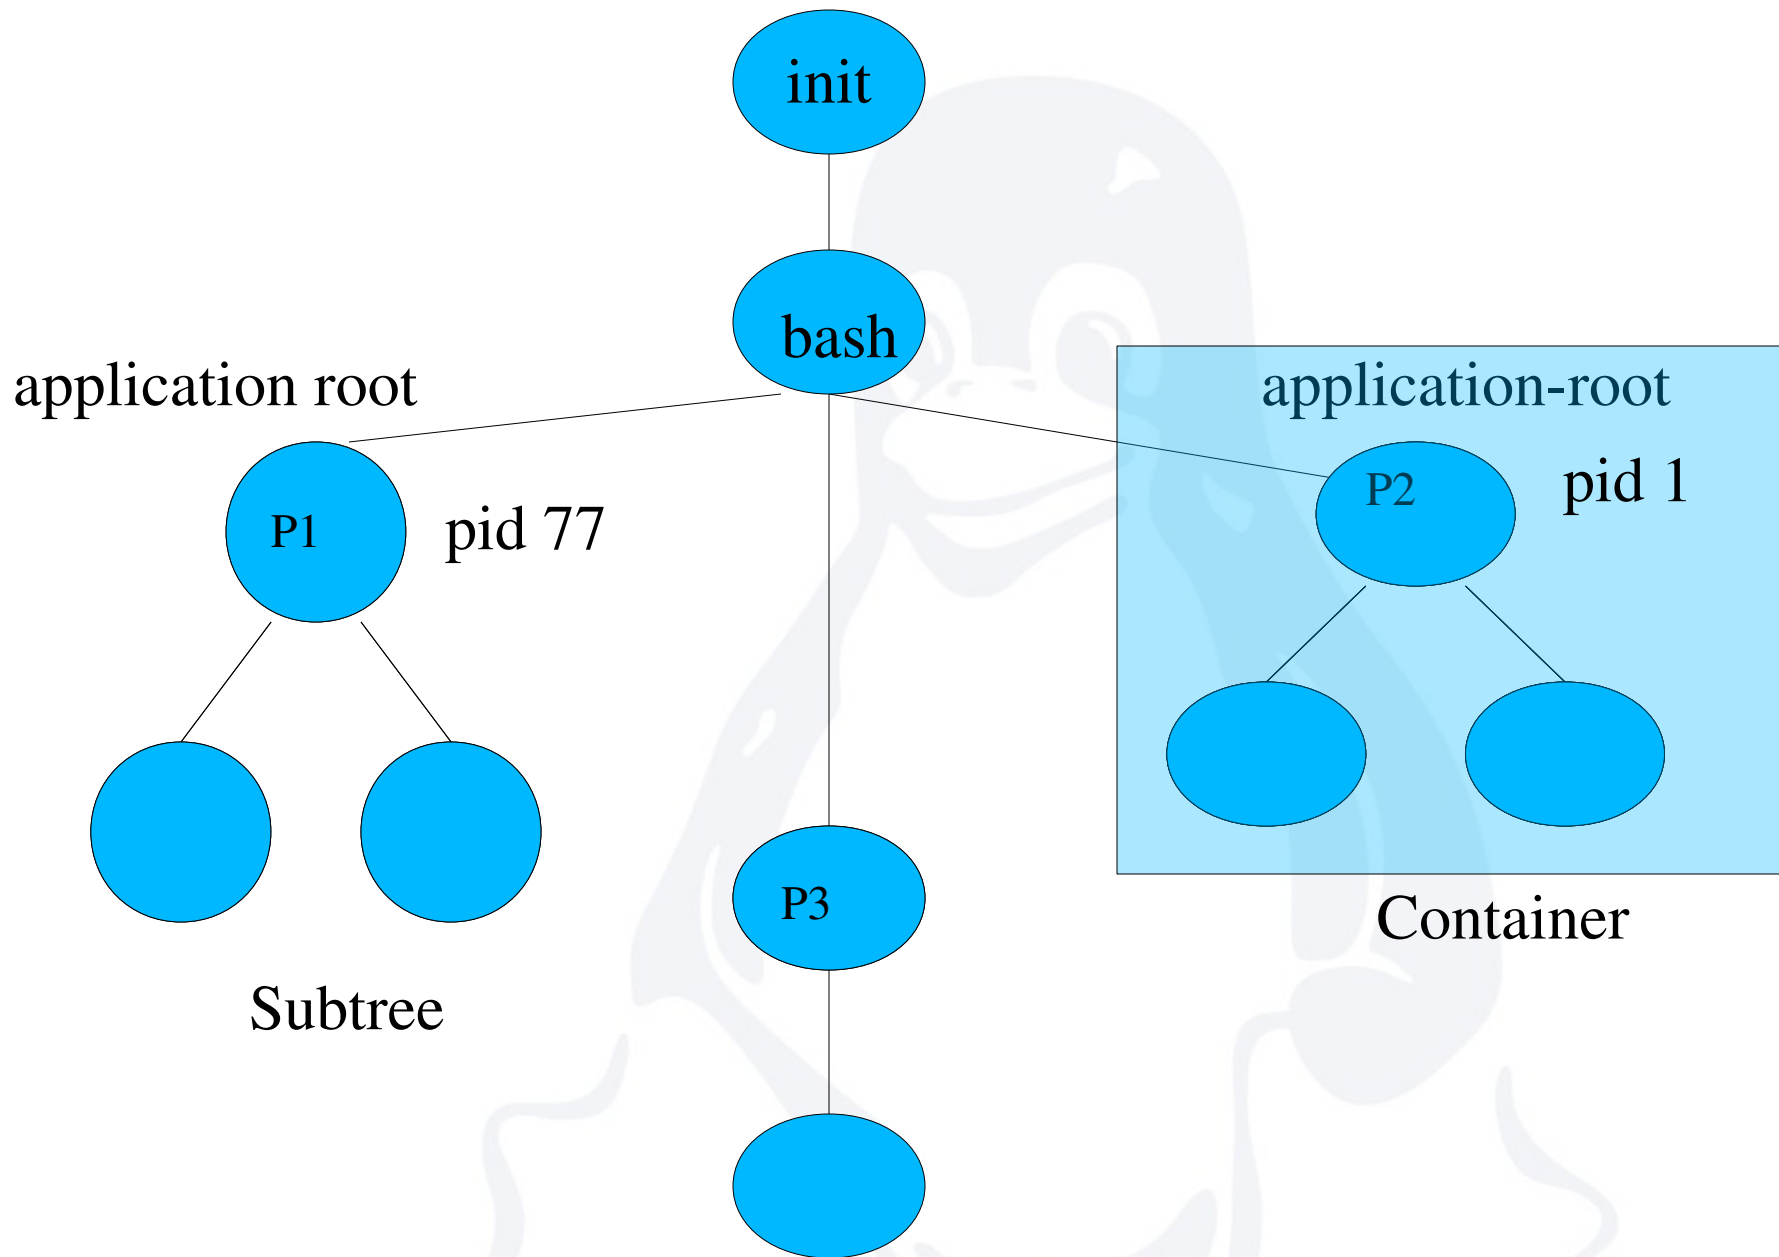 init
bash
application root
application-root
P1
pid 77
P2
pid 1
P3
Container
Subtree